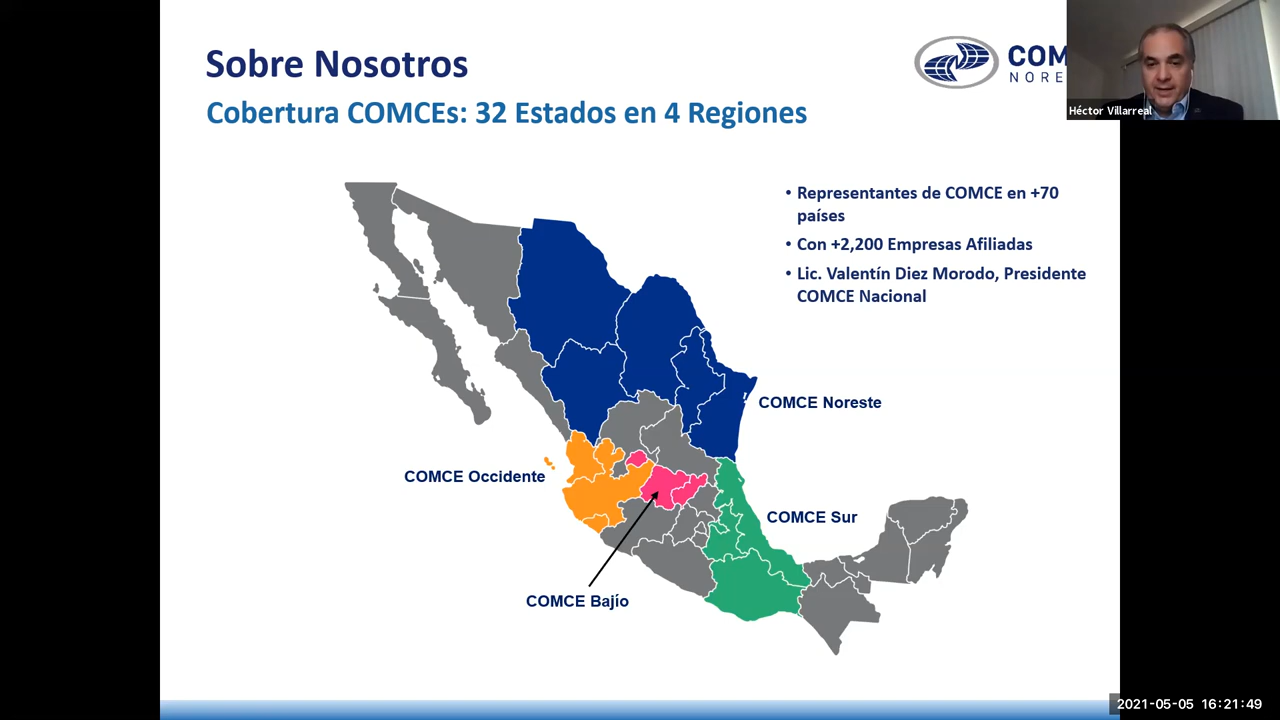 Sobre Nosotros
Cobertura COMCEs: 32 Estados en 4 Regiones
COM
NORE
Héctor Villarreal
• Representantes de COMCE en +70
países
• Con +2,200 Empresas Afiliadas
• Lic. Valentín Diez Morodo, Presidente
COMCE Nacional
COMCE Noreste
COMCE Occidente
COMCE Sur
COMCE Bajío
2021-05-05 16:21:49